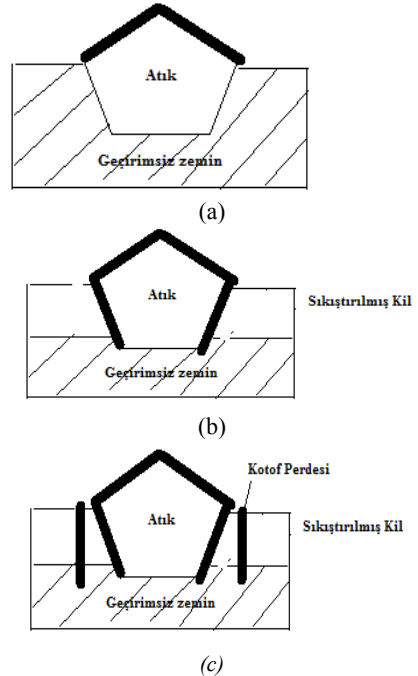 Atık
Geçirimsiz zemin
(a)
Atık
Sıkıştırılmış Kil
Geçirimsiz zemin
(b)
Kotof Perdesi
Atık
Sıkıştırılmış Kil
Geçirimsiz zemin
(c)